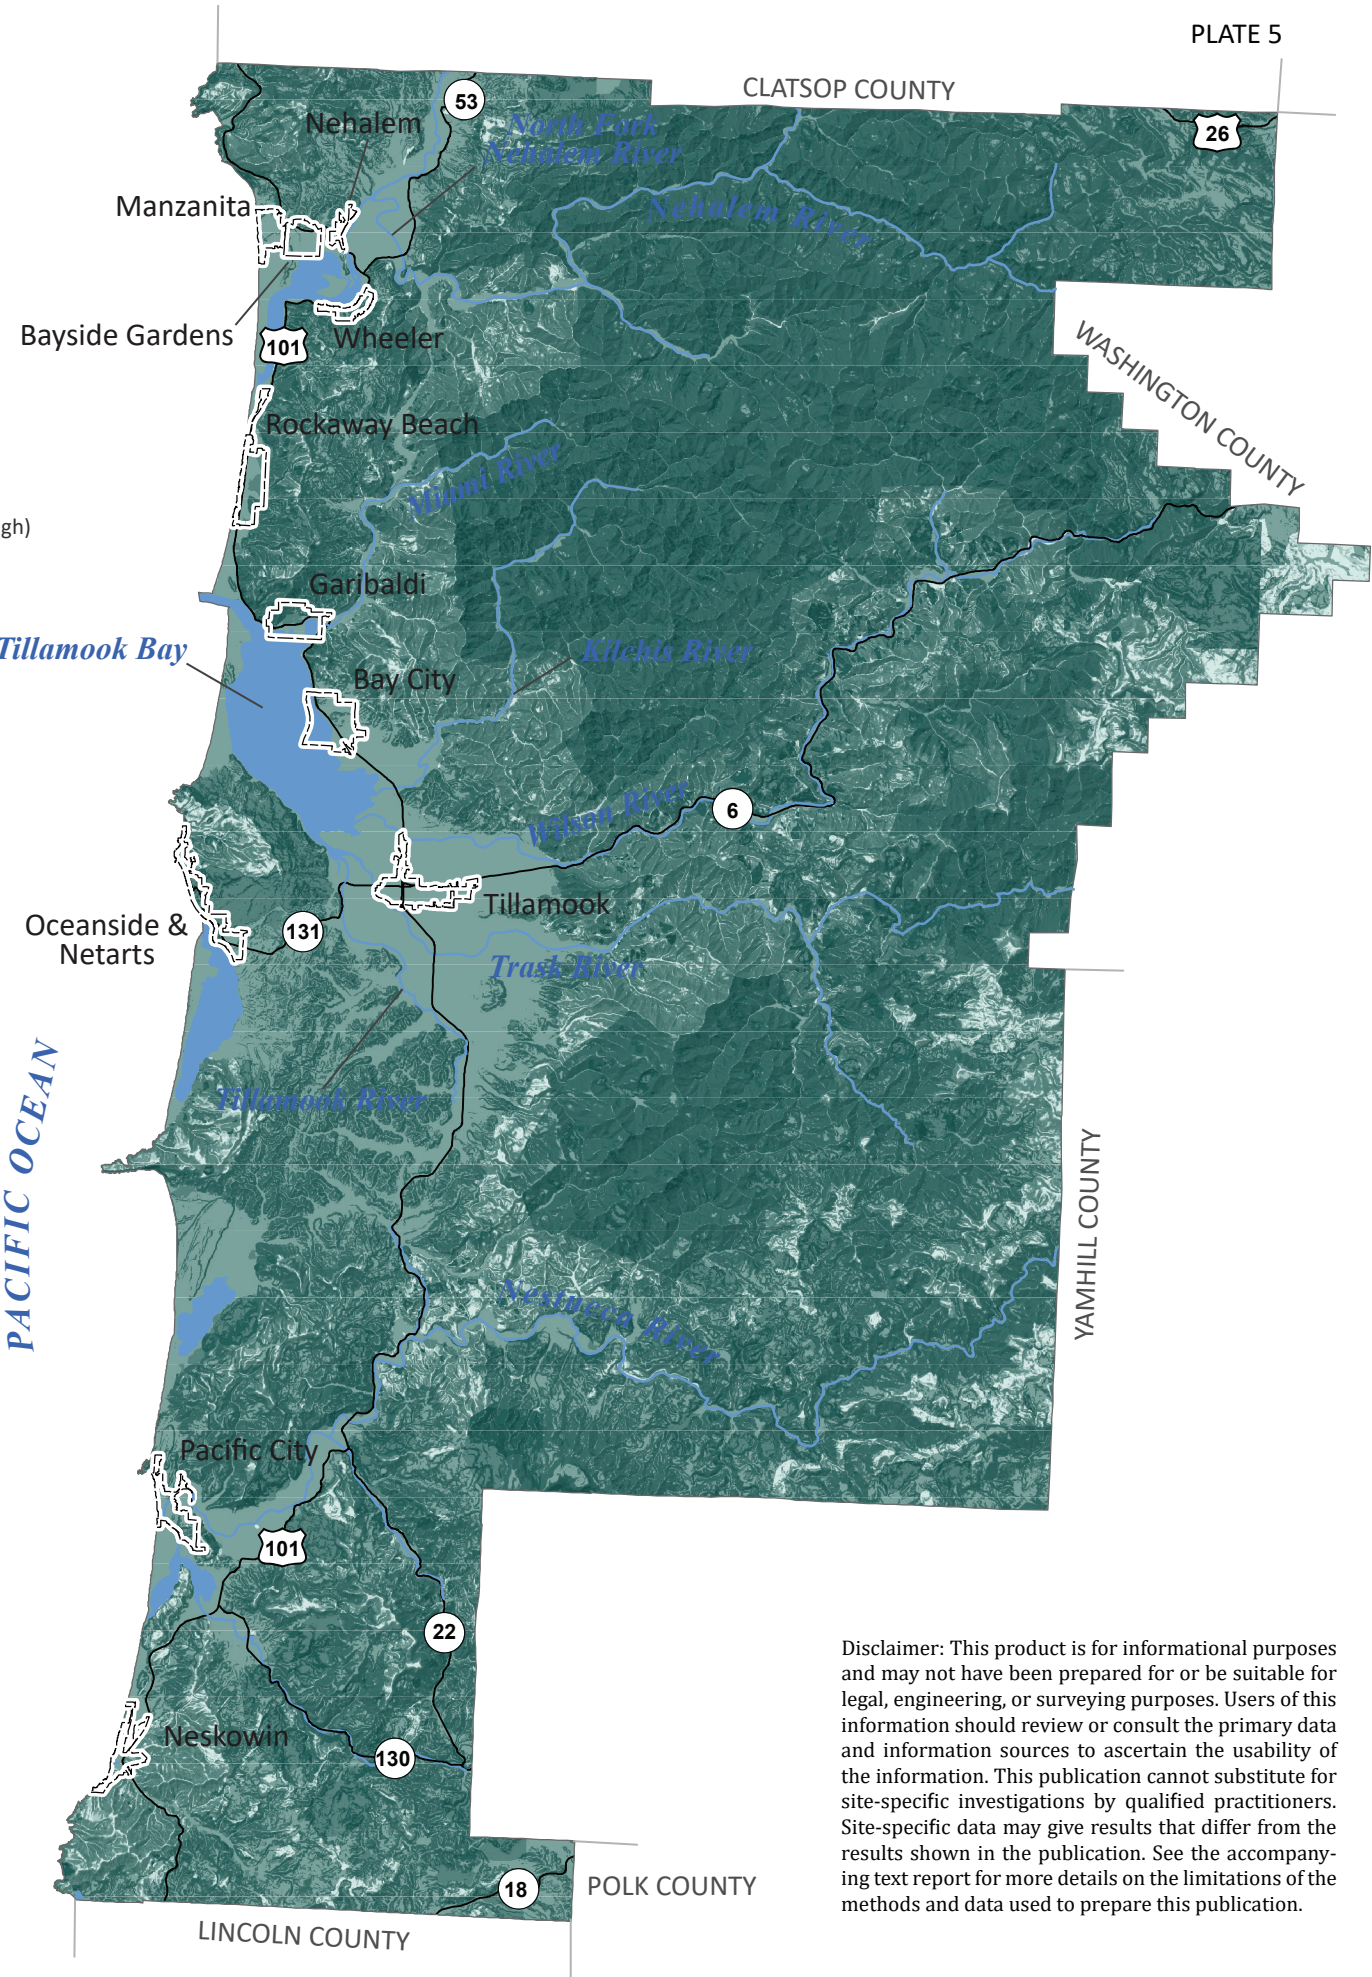 PLATE 5
CLATSOP COUNTY
53
26
Nehalem
North Fork
Nehalem River
Manzanita
Nehalem River
Bayside Gardens
101
Wheeler
WASHINGTON COUNTY
Rockaway Beach
Miami River
gh)
Garibaldi
Tillamook Bay
Kilchis River
Bay City
Wilson River
6
Tillamook
Oceanside &
Netarts
131
Trask River
PACIFIC OCEAN
Tillamook River
YAMHILL COUNTY
Nestucca River
Pacific City
101
22
Neskowin
130
18
POLK COUNTY
LINCOLN COUNTY
Disclaimer: This product is for informational purposes
and may not have been prepared for or be suitable for
legal, engineering, or surveying purposes. Users of this
information should review or consult the primary data
and information sources to ascertain the usability of
the information. This publication cannot substitute for
site-specific investigations by qualified practitioners.
Site-specific data may give results that differ from the
results shown in the publication. See the accompany-
ing text report for more details on the limitations of the
methods and data used to prepare this publication.